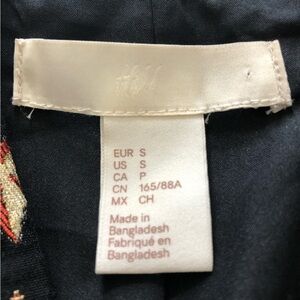 H&M
EUR S
US S
CA P
CN 165/88A
MX CH
Made in
Bangladesh
Fabriqué en
Bangladesh